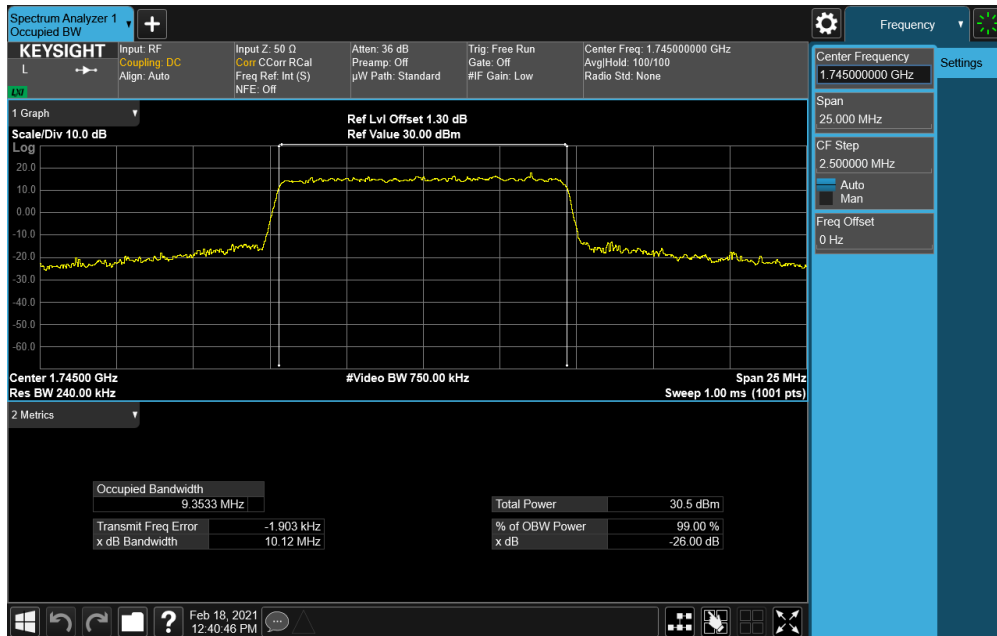 Spectrum Analyzer 1
Occupied BW
Frequency
KEYSIGHT
L
LXI
Input: RF
Coupling: DC
Align: Auto
Input Z: 50 Ω
Corr CCorr RCal
Freq Ref: Int (S)
NFE: Off
Atten: 36 dB
Preamp: Off
µW Path: Standard
Trig: Free Run
Gate: Off
#IF Gain: Low
Center Freq: 1.745000000 GHz
Avg|Hold: 100/100
Radio Std: None
1 Graph
Scale/Div 10.0 dB
Ref Lvl Offset 1.30 dB
Ref Value 30.00 dBm
Log
20.0
10.0
0.00
-10.0
-20.0
-30.0
-40.0
-50.0
-60.0
Center 1.74500 GHz
Res BW 240.00 kHz
#Video BW 750.00 kHz
Span 25 MHz
Sweep 1.00 ms (1001 pts)
2 Metrics
Occupied Bandwidth
9.3533 MHz
Transmit Freq Error -1.903 kHz
x dB Bandwidth 10.12 MHz
Total Power 30.5 dBm
% of OBW Power 99.00 %
x dB -26.00 dB
Center Frequency
1.745000000 GHz
Settings
Span
25.000 MHz
CF Step
2.500000 MHz
Auto
Man
Freq Offset
0 Hz
?
Feb 18, 2021
12:40:46 PM